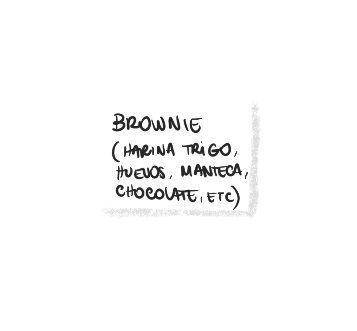 BROWNIE
(HARINA TRIGO,
HUEVOS, MANTECA,
CHOCOLATE, ETC)